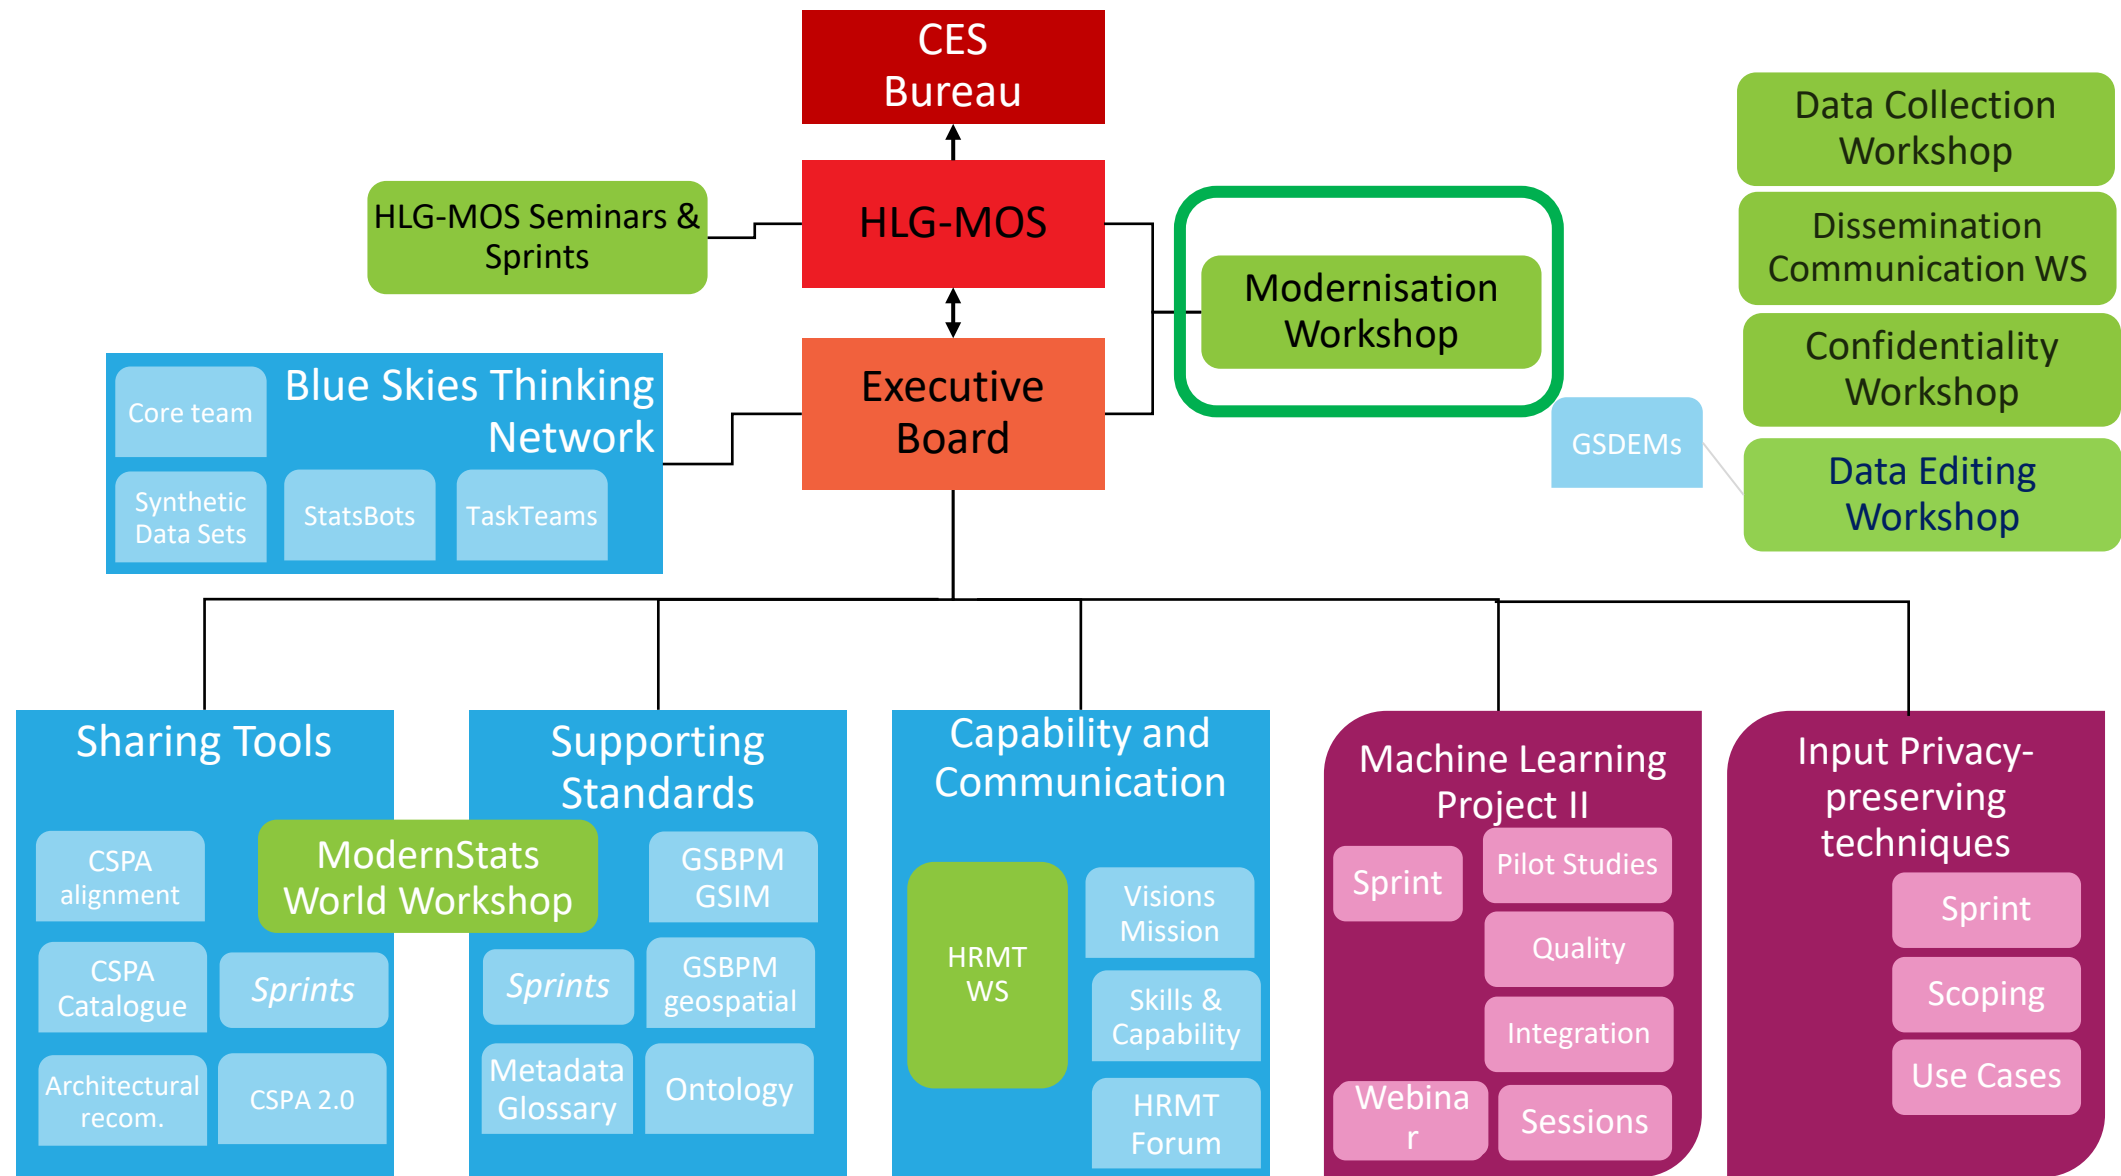 CES
Bureau
HLG-MOS
HLG-MOS Seminars &
Sprints
Modernisation
Workshop
Executive
Board
Data Collection
Workshop
Dissemination
Communication WS
Confidentiality
Workshop
GSDEMs
Data Editing
Workshop
Blue Skies Thinking
Network
Core team
Synthetic
Data Sets
StatsBots
TaskTeams
Sharing Tools
CSPA
alignment
CSPA
Catalogue
Sprints
Architectural
recom.
CSPA 2.0
ModernStats
World Workshop
Supporting
Standards
GSBPM
GSIM
Sprints
GSBPM
geospatial
Metadata
Glossary
Ontology
Capability and
Communication
HRMT
WS
Visions
Mission
Skills &
Capability
HRMT
Forum
Machine Learning
Project II
Sprint
Pilot Studies
Quality
Integration
Webina
r
Sessions
Input Privacy-
preserving
techniques
Sprint
Scoping
Use Cases